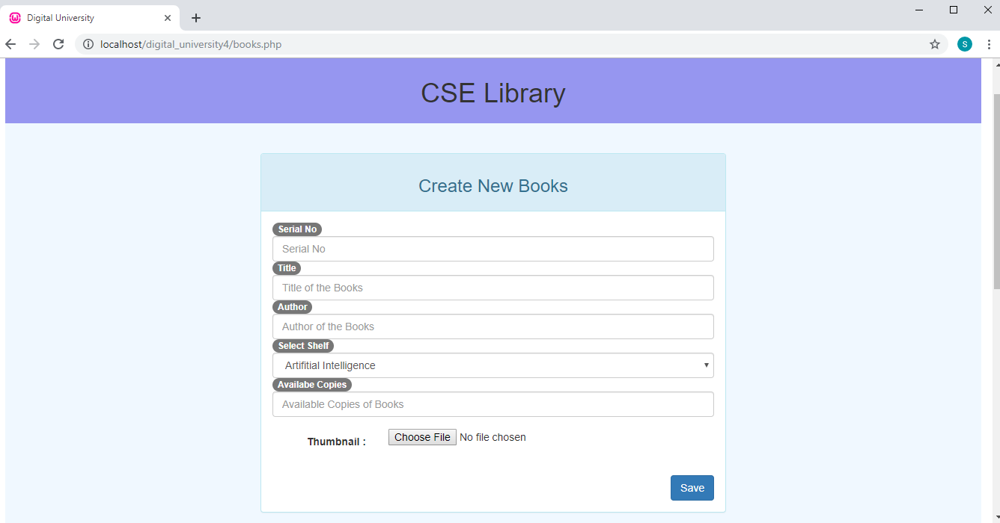 Digital University
localhost/digital_university4/books.php
S
CSE Library
Create New Books
Serial No
Serial No
Title
Title of the Books
Author
Author of the Books
Select Shelf
Artifitial Intelligence
Availabe Copies
Available Copies of Books
Thumbnail : Choose File No file chosen
Save